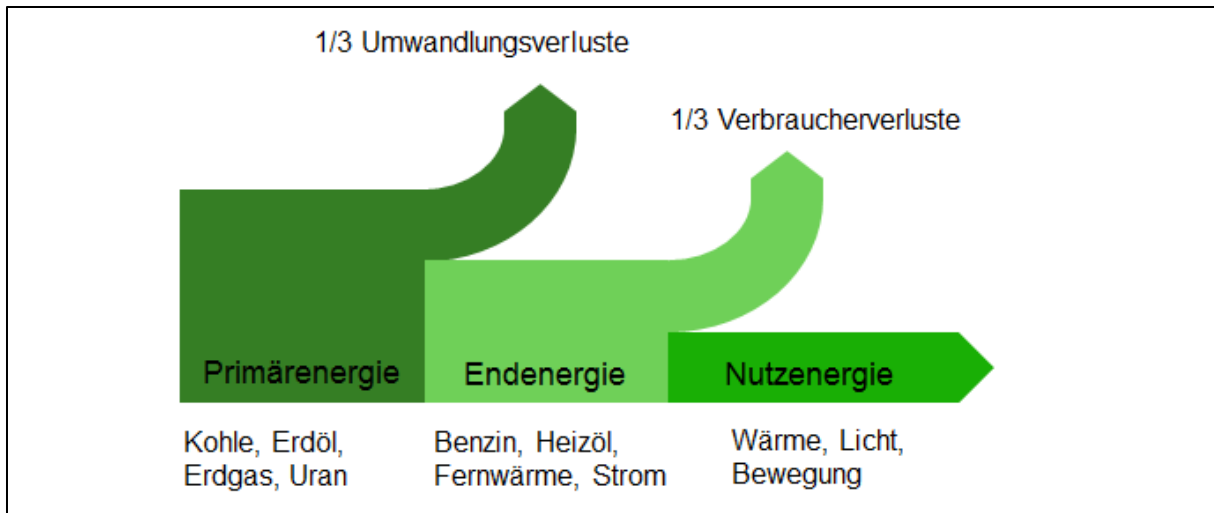 1/3 Umwandlungsverluste
1/3 Verbraucherverluste
Primärenergie
Endenergie
Nutzenergie
Kohle, Erdöl,
Erdgas, Uran
Benzin, Heizöl,
Fernwärme, Strom
Wärme, Licht,
Bewegung